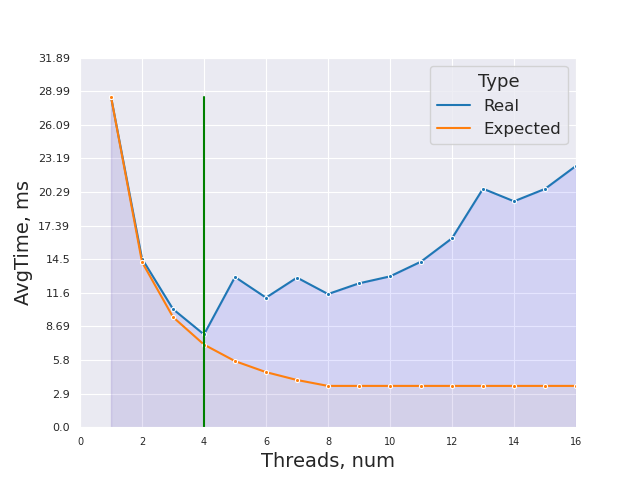 31.89
28.99
26.09
23.19
20.29
17.39
14.5
11.6
8.69
5.8
2.9
0.0
AvgTime, ms
Type
Real
Expected
0 2 4 6 8 10 12 14 16
Threads, num